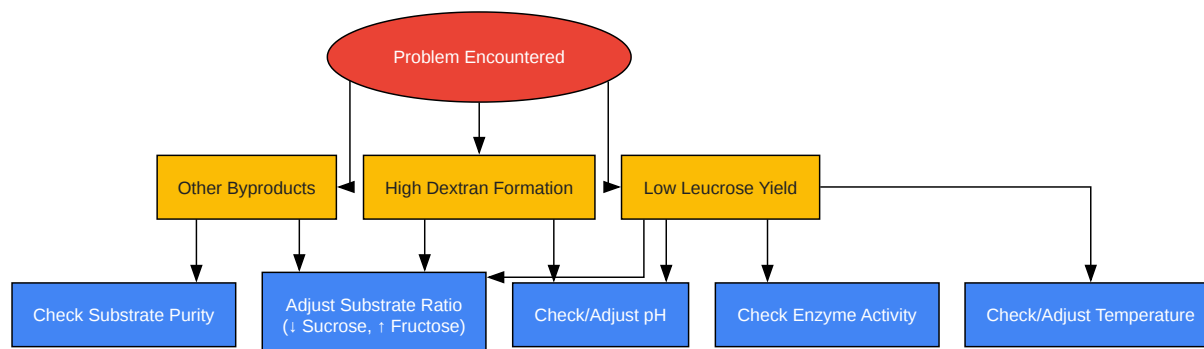 Problem Encountered
Other Byproducts
High Dextran Formation
Low Leucrose Yield
Check Substrate Purity
Adjust Substrate Ratio
(↓ Sucrose, ↑ Fructose)
Check/Adjust pH
Check Enzyme Activity
Check/Adjust Temperature